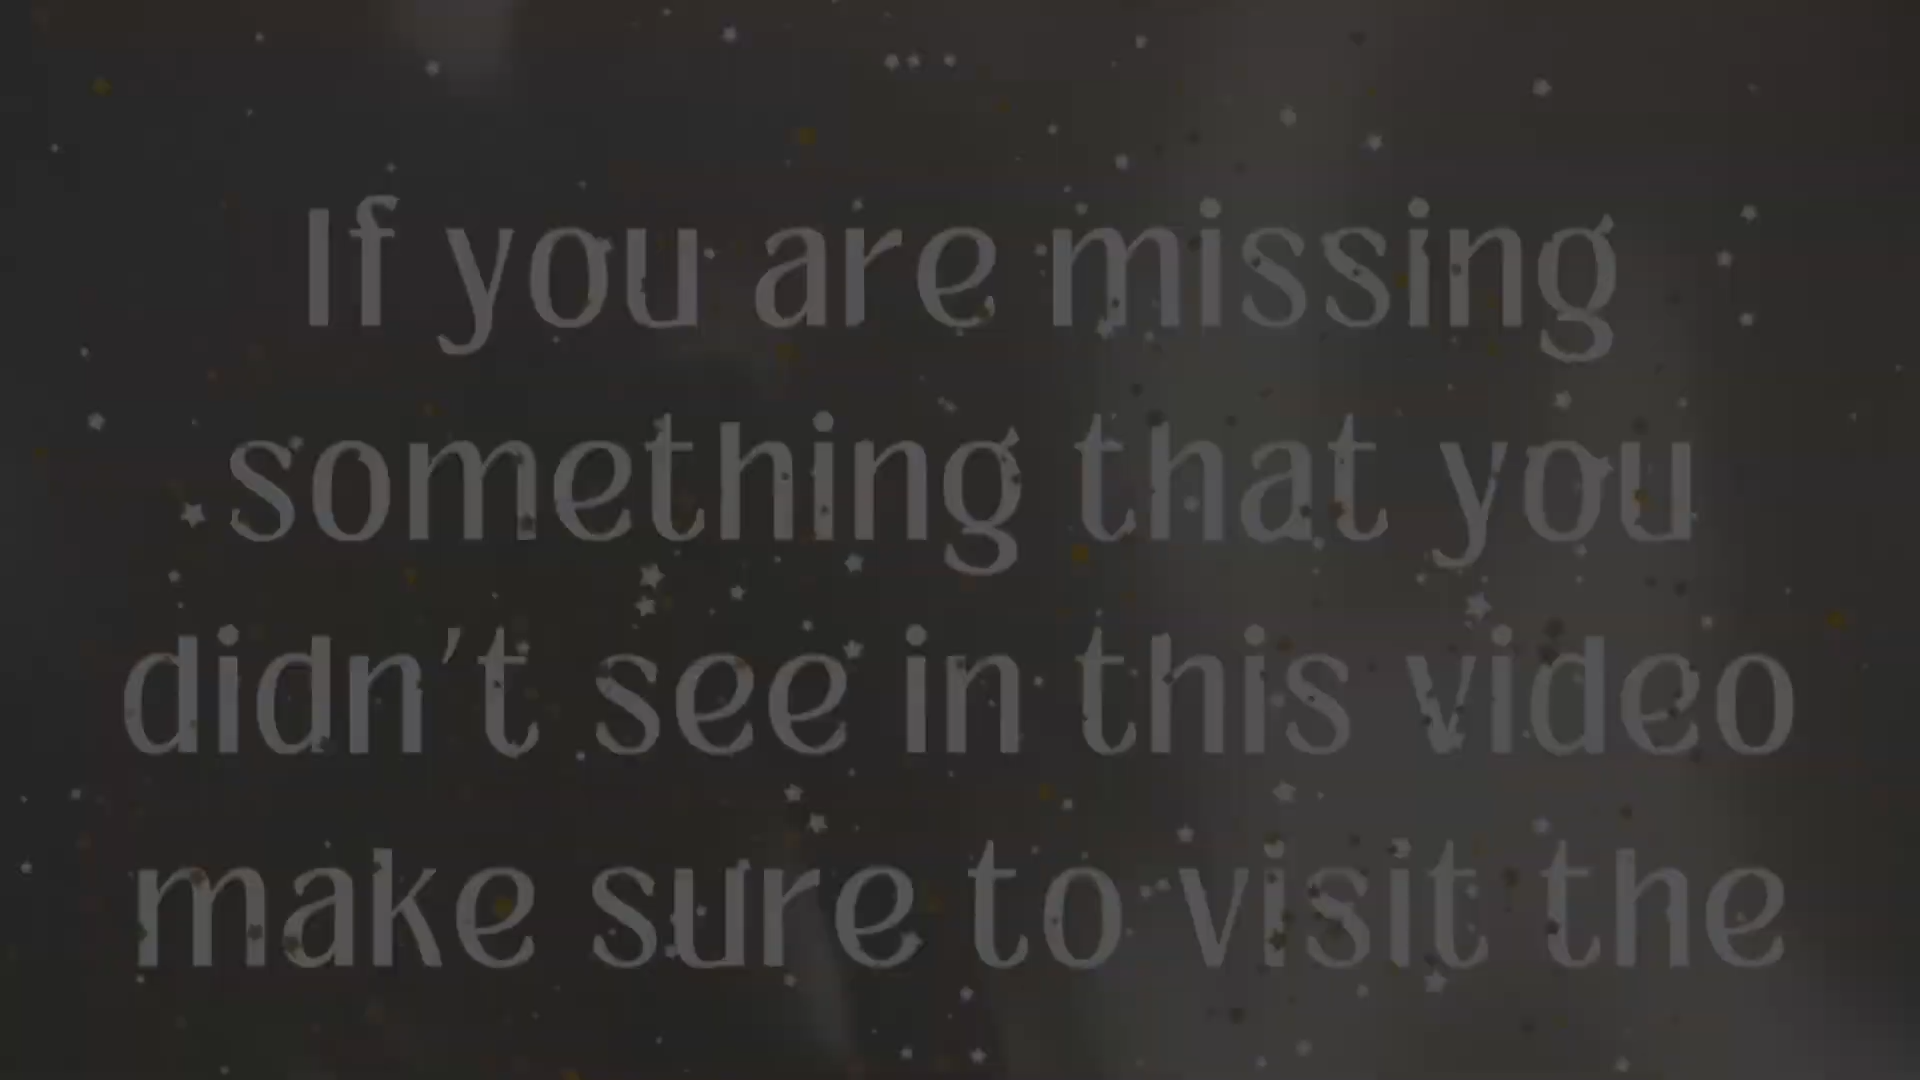 If you are missing
something that you
didn't see in this video
make sure to visit the